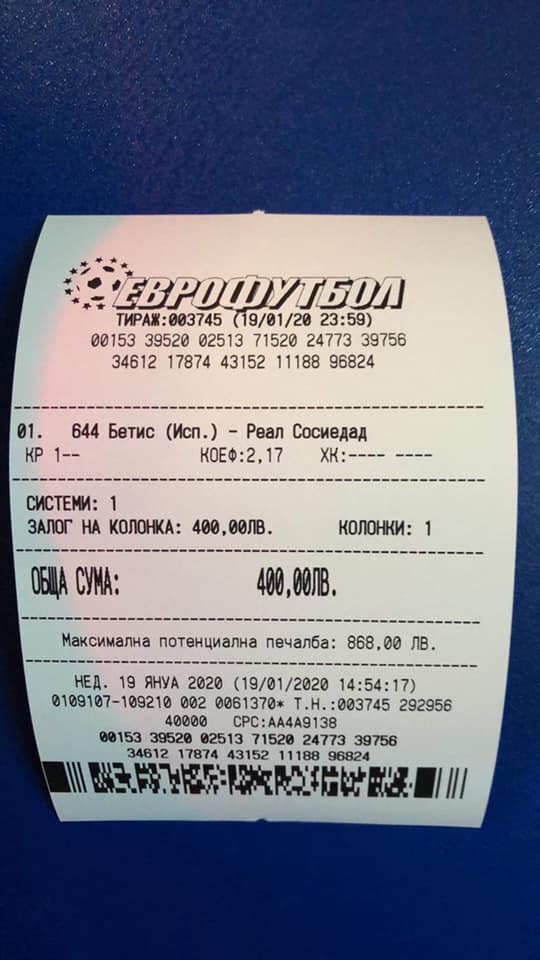 ЕВРОФУТБОЛ
ТИРАЖ:003745 (19/01/20 23:59)
00153 39520 02513 71520 24773 39756
34612 17874 43152 11188 96824
01. 644 Бетис (Исп.) - Реал Сосиедад
КР 1-- КОЕФ:2,17 ХК:---- ----
СИСТЕМИ: 1
ЗАЛОГ НА КОЛОНКА: 400,00ЛВ. КОЛОНКИ: 1
ОБЩА СУМА: 400,00ЛВ.
Максимална потенциална печалба: 868,00 ЛВ.
НЕД. 19 ЯНУА 2020 (19/01/2020 14:54:17)
0109107-109210 002 0061370* Т.Н.:003745 292956
40000 CPC:AA4A9138
00153 39520 02513 71520 24773 39756
34612 17874 43152 11188 96824